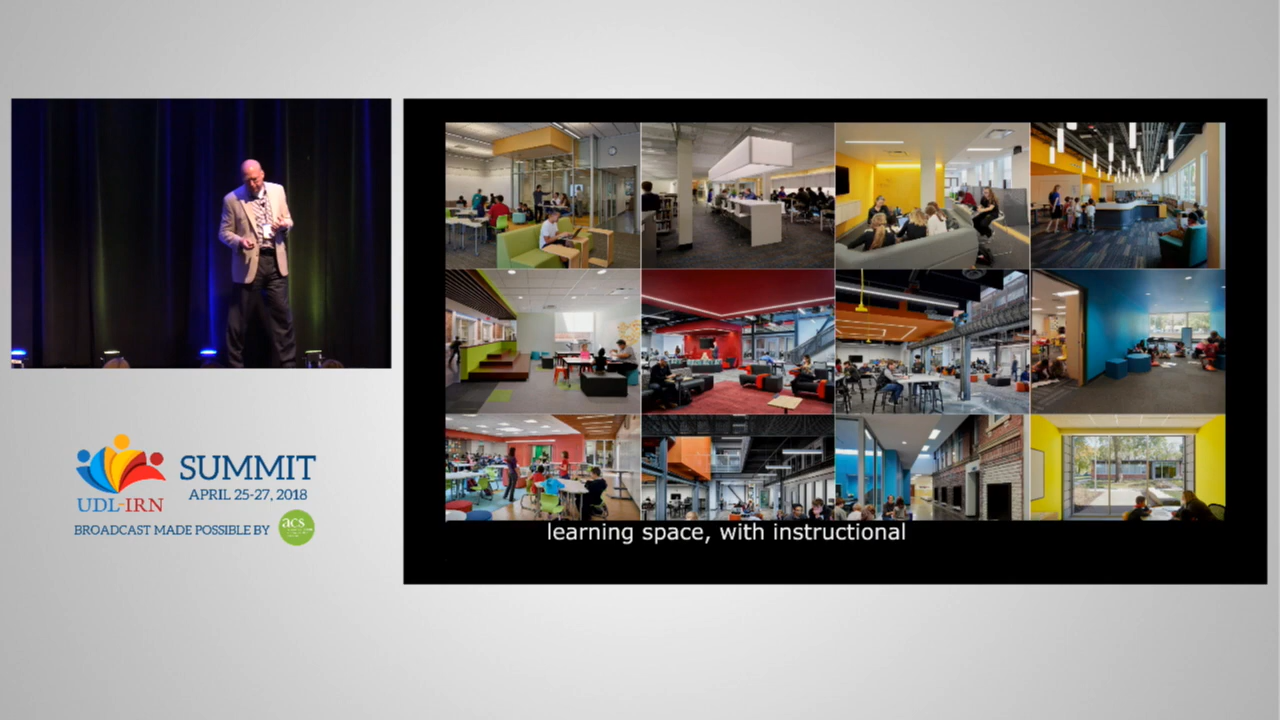 learning space, with instructional
UDL-IRN
SUMMIT
APRIL 25-27, 2018
BROADCAST MADE POSSIBLE BY
acs